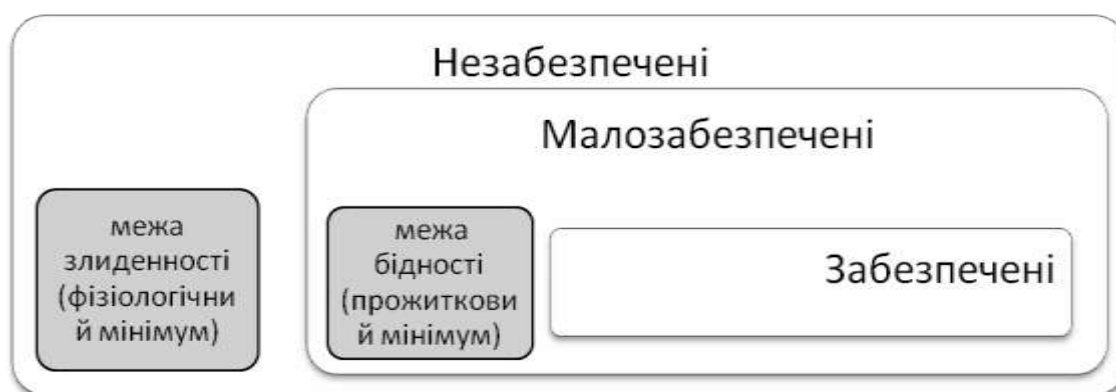 Незабезпечені
Малозабезпечені
межа
злиденності
(фізіологічни
й мінімум)
межа
бідності
(прожиткови
й мінімум)
Забезпечені